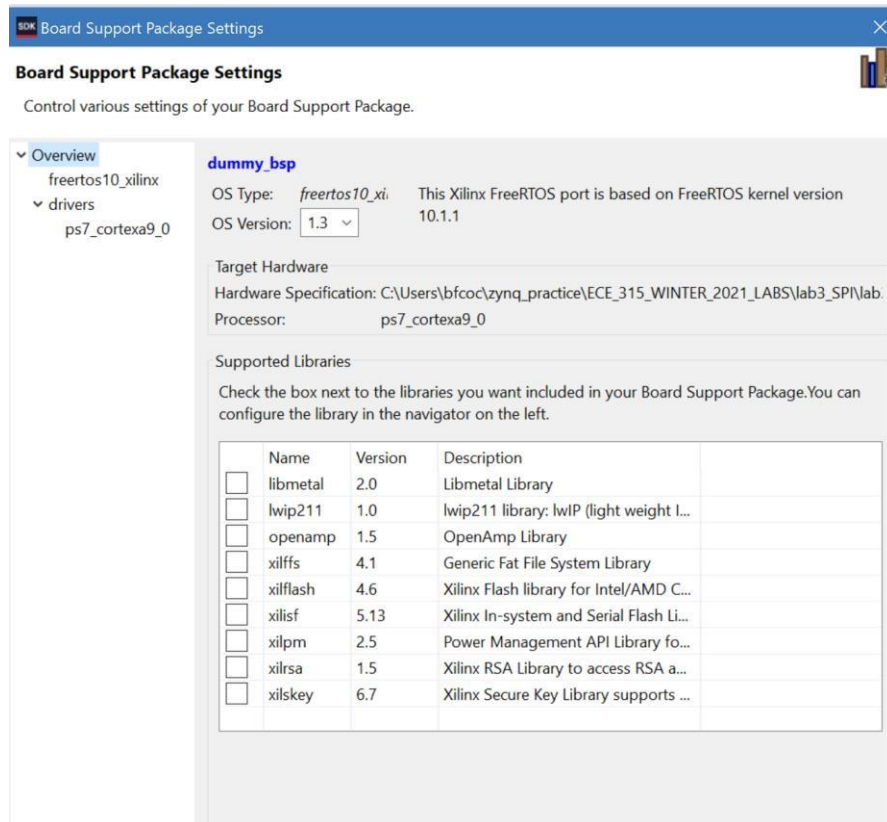 SDK Board Support Package Settings
Board Support Package Settings
Control various settings of your Board Support Package.
Overview
freertos10_xilinx
drivers
ps7_cortexa9_0
dummy_bsp
OS Type: freertos10_xil This Xilinx FreeRTOS port is based on FreeRTOS kernel version
10.1.1
OS Version: 1.3
Target Hardware
Hardware Specification: C:\Users\bfcoc\zynq_practice\ECE_315_WINTER_2021_LABS\lab3_SPI\lab
Processor: ps7_cortexa9_0
Supported Libraries
Check the box next to the libraries you want included in your Board Support Package.You can
configure the library in the navigator on the left.
Name Version Description
libmetal 2.0 Libmetal Library
lwip211 1.0 lwip211 library: lwIP (light weight I...
openamp 1.5 OpenAmp Library
xilffs 4.1 Generic Fat File System Library
xilflash 4.6 Xilinx Flash library for Intel/AMD C...
xilisf 5.13 Xilinx In-system and Serial Flash Li...
xilpm 2.5 Power Management API Library fo...
xilrsa 1.5 Xilinx RSA Library to access RSA a...
xilskey 6.7 Xilinx Secure Key Library supports ...